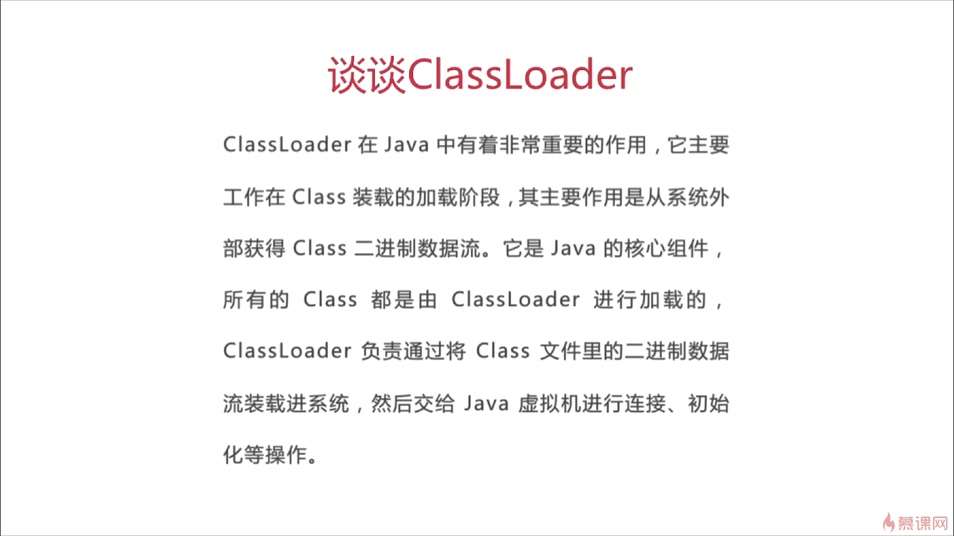 谈谈ClassLoader
ClassLoader 在 Java 中有着非常重要的作用，它主要
工作在 Class 装载的加载阶段，其主要作用是从系统外
部获得 Class 二进制数据流。它是 Java 的核心组件，
所有的 Class 都是由 ClassLoader 进行加载的，
ClassLoader 负责通过将 Class 文件里的二进制数据
流装载进系统，然后交给 Java 虚拟机进行连接、初始
化等操作。
慕课网